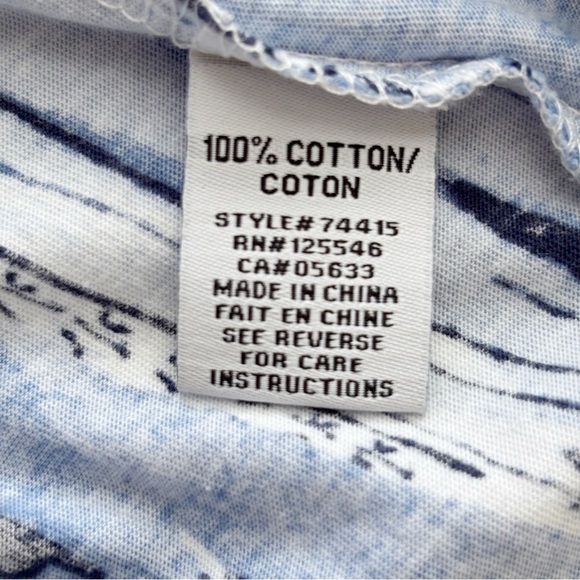 100% COTTON/
COTON
STYLE# 74415
RN# 125546
CA# 05633
MADE IN CHINA
FAIT EN CHINE
SEE REVERSE
FOR CARE
INSTRUCTIONS